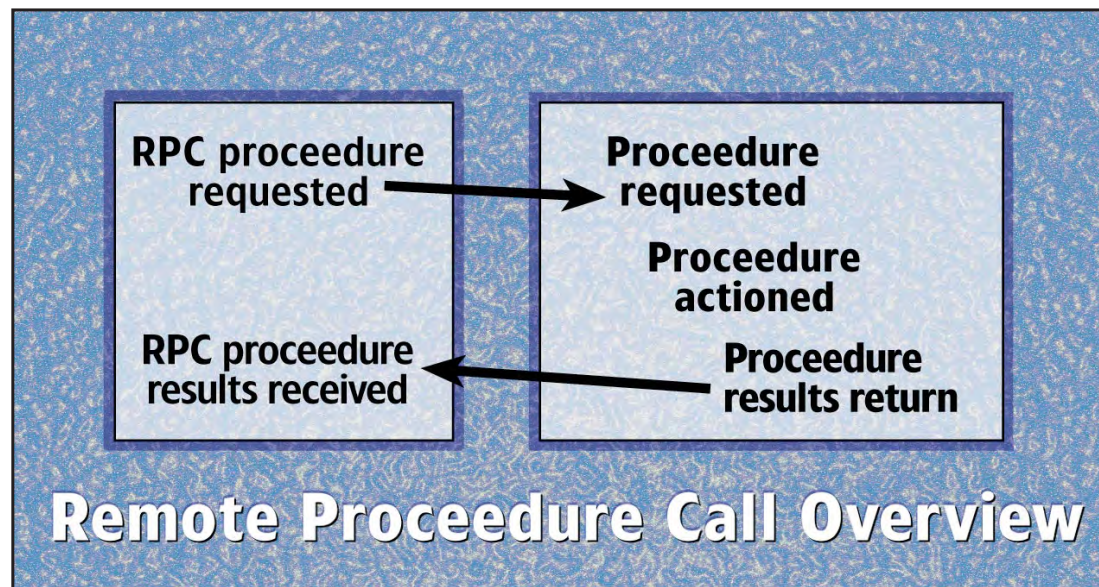 RPC proceedure
requested
RPC proceedure
results received
Proceedure
requested
Proceedure
actioned
Proceedure
results return
Remote Proceedure Call Overview